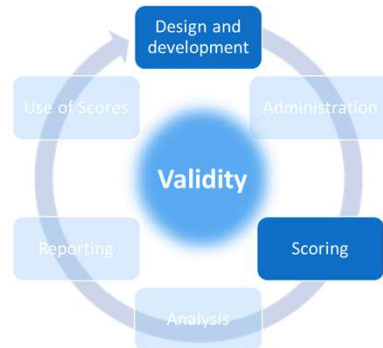 Design and
development
Use of Scores
Administration
Validity
Reporting
Scoring
Analysis